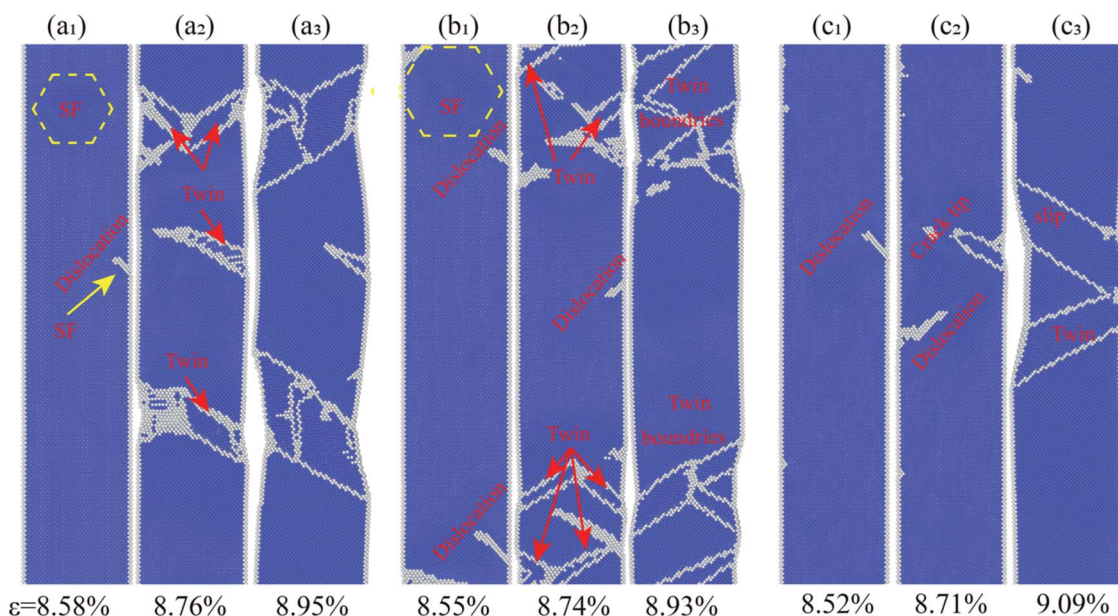 (a₁)
(a₂)
(a₃)
(b₁)
(b₂)
(b₃)
(c₁)
(c₂)
(c₃)
SF
Dislocation
SF
Twin
Twin
SF
Dislocation
Dislocation
Twin
Dislocation
Twin
Twin
boundries
Twin
boundries
Dislocation
Crack tip
Dislocation
slip
Twin
ε=8.58%
8.76%
8.95%
8.55%
8.74%
8.93%
8.52%
8.71%
9.09%